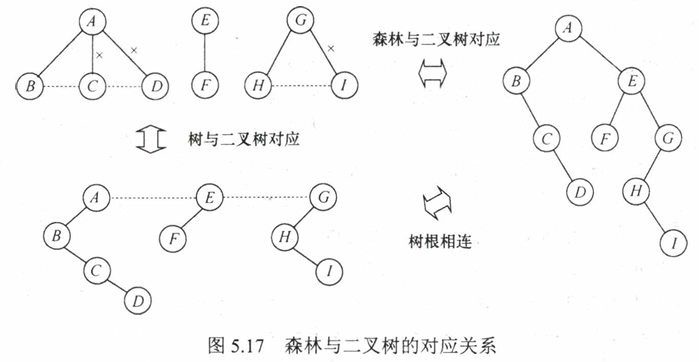 A E G
× × ×
B C D F H I
森林与二叉树对应
A
B E
C F G
D H
I
树与二叉树对应
A E G
B F H
C I
D
树根相连
图 5.17 森林与二叉树的对应关系